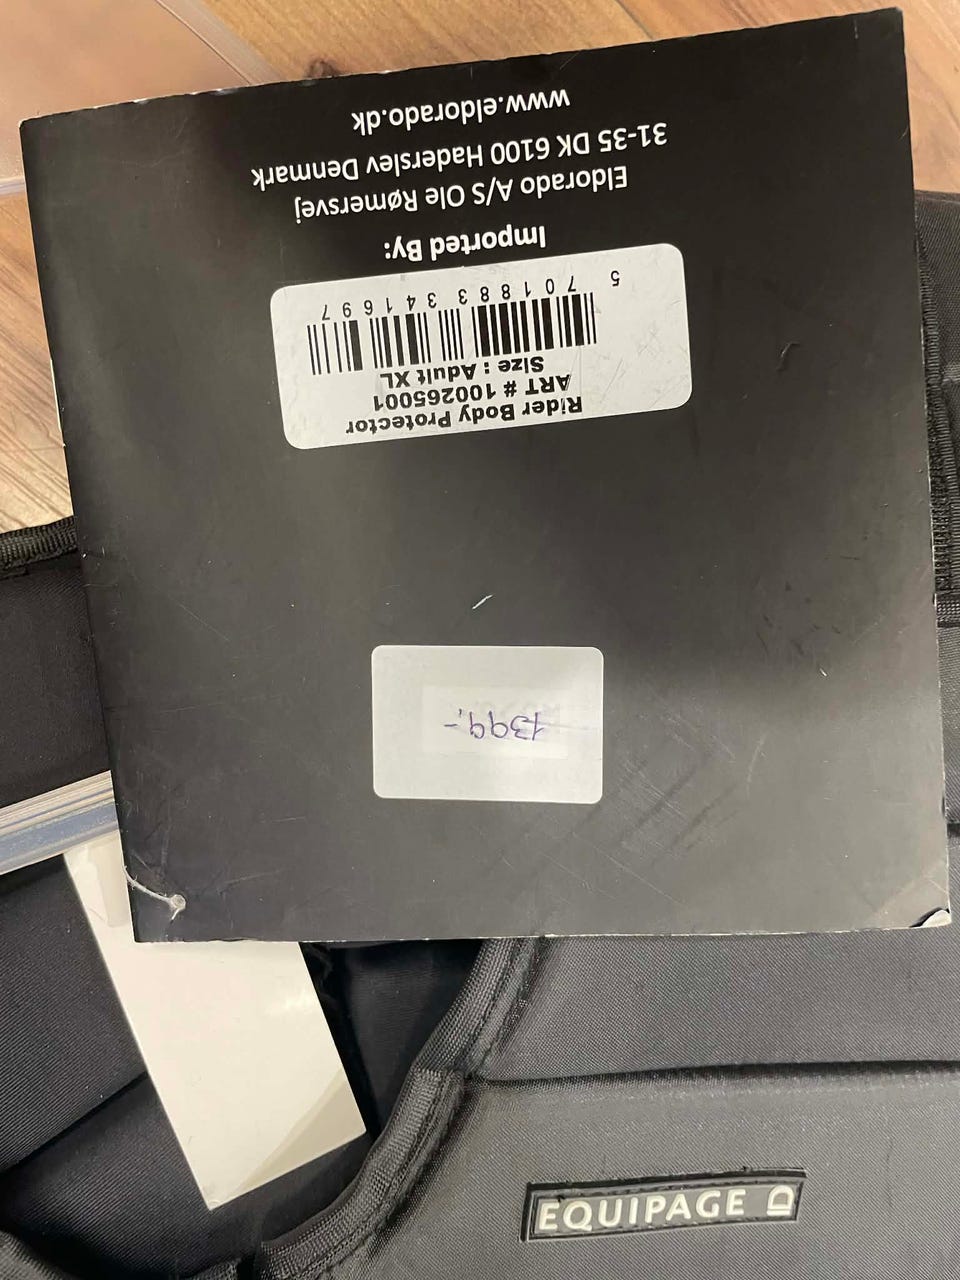 1399,-
Rider Body Protector
ART # 100265001
Size : Adult XL
5 701883 341697
Imported By:
Eldorado A/S Ole Rømersvej
31-35 DK 6100 Haderslev Denmark
www.eldorado.dk
EQUIPAGE